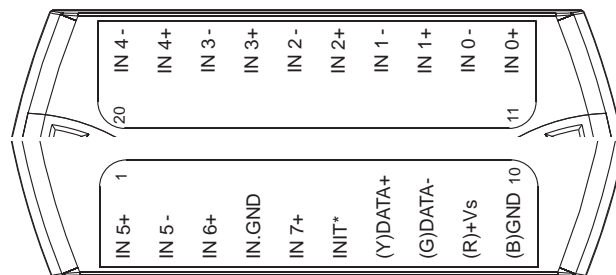 IN 4 - IN 4+ IN 3 - IN 3+ IN 2 - IN 2+ IN 1 - IN 1+ IN 0 - IN 0+
20 11
1 10
IN 5+ IN 5 - IN 6+ IN.GND IN 7+ INIT* (Y)DATA+ (G)DATA- (R)+Vs (B)GND